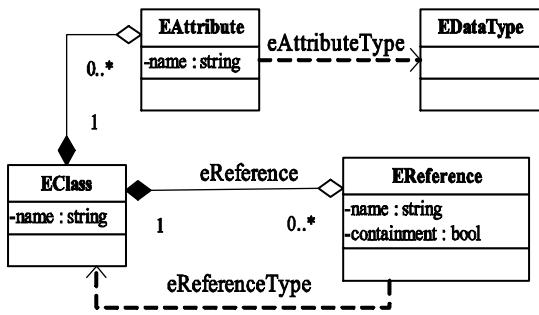 EAttribute
-name : string
eAttributeType
EDataType
0..*
1
EClass
-name : string
eReference
1
0..*
EReference
-name : string
-containment : bool
eReferenceType